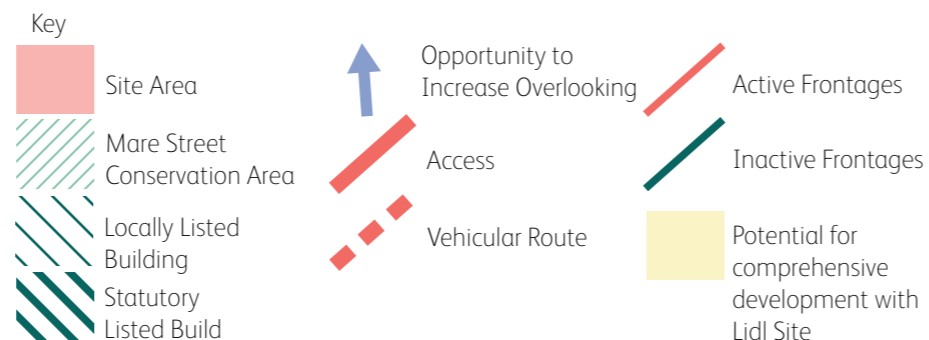 Key
Site Area
Mare Street
Conservation Area
Locally Listed
Building
Statutory
Listed Build
Opportunity to
Increase Overlooking
Access
Vehicular Route
Active Frontages
Inactive Frontages
Potential for
comprehensive
development with
Lidl Site